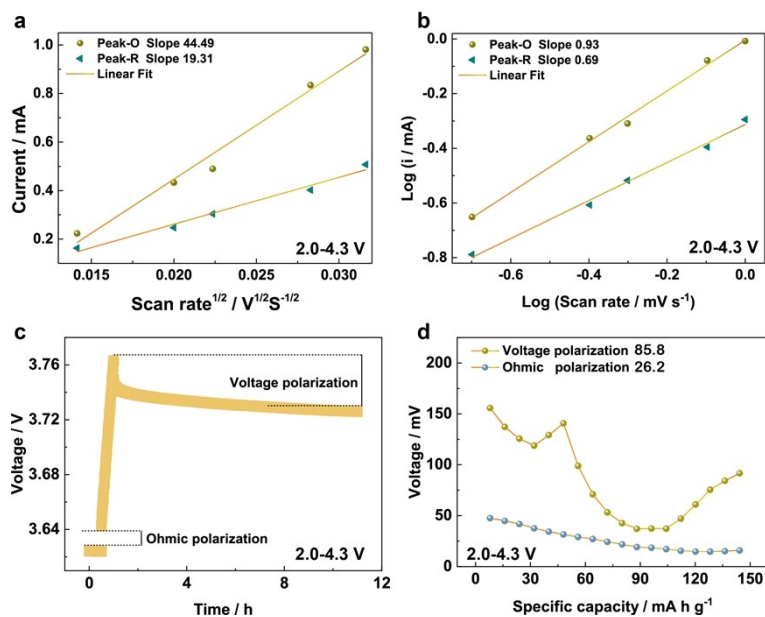 a
Peak-O Slope 44.49
Peak-R Slope 19.31
Linear Fit
1.0
0.8
0.6
0.4
0.2
Current / mA
2.0-4.3 V
0.015
0.020
0.025
0.030
Scan rate¹ᐟ² / V¹ᐟ²S⁻¹ᐟ²
b
Peak-O Slope 0.93
Peak-R Slope 0.69
Linear Fit
0.0
-0.2
-0.4
-0.6
-0.8
Log (i / mA)
2.0-4.3 V
-0.6
-0.4
-0.2
0.0
Log (Scan rate / mV s⁻¹)
c
3.76
3.72
3.68
3.64
Voltage / V
Voltage polarization
Ohmic polarization
2.0-4.3 V
0
4
8
12
Time / h
d
Voltage polarization 85.8
Ohmic polarization 26.2
200
150
100
50
0
Voltage / mV
2.0-4.3 V
0
30
60
90
120
150
Specific capacity / mA h g⁻¹